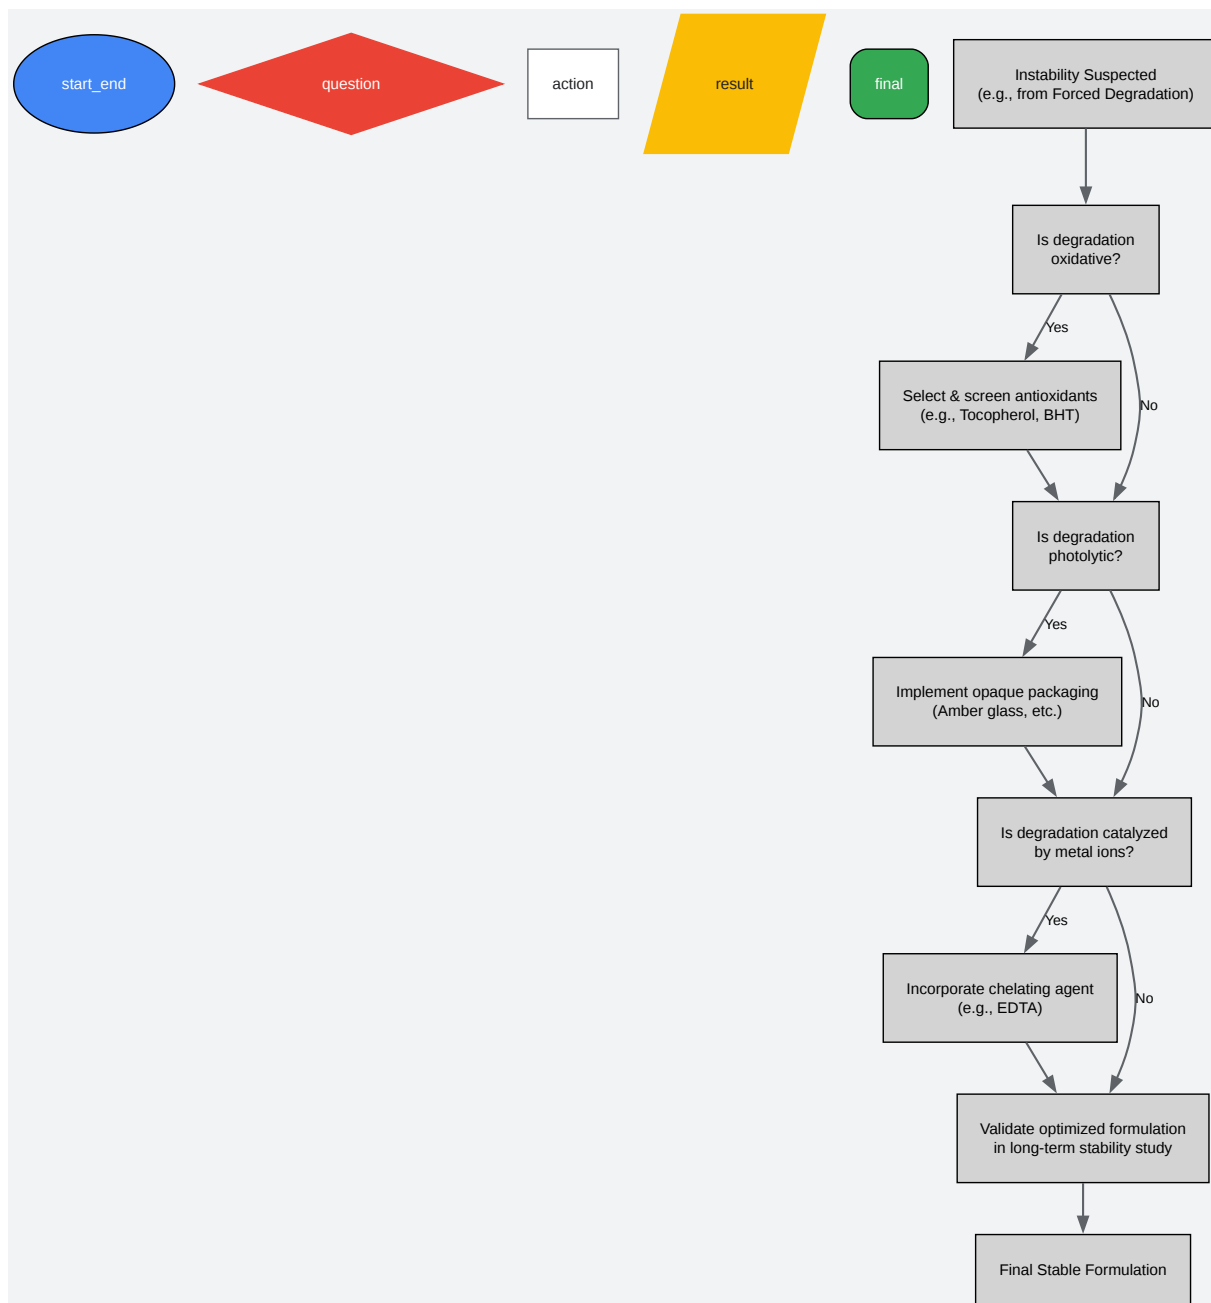 start_end
question
action
result
final
Instability Suspected
(e.g., from Forced Degradation)
Is degradation
oxidative?
Yes
Select & screen antioxidants
(e.g., Tocopherol, BHT)
No
Is degradation
photolytic?
Yes
Implement opaque packaging
(Amber glass, etc.)
No
Is degradation catalyzed
by metal ions?
Yes
Incorporate chelating agent
(e.g., EDTA)
No
Validate optimized formulation
in long-term stability study
Final Stable Formulation